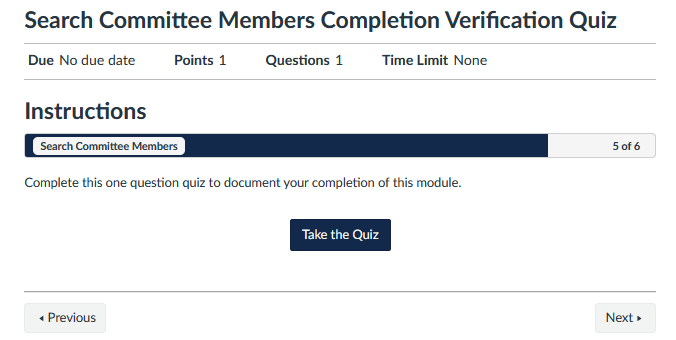 Search Committee Members Completion Verification Quiz
Due No due date Points 1 Questions 1 Time Limit None
Instructions
Search Committee Members 5 of 6
Complete this one question quiz to document your completion of this module.
Take the Quiz
◂ Previous Next ▸